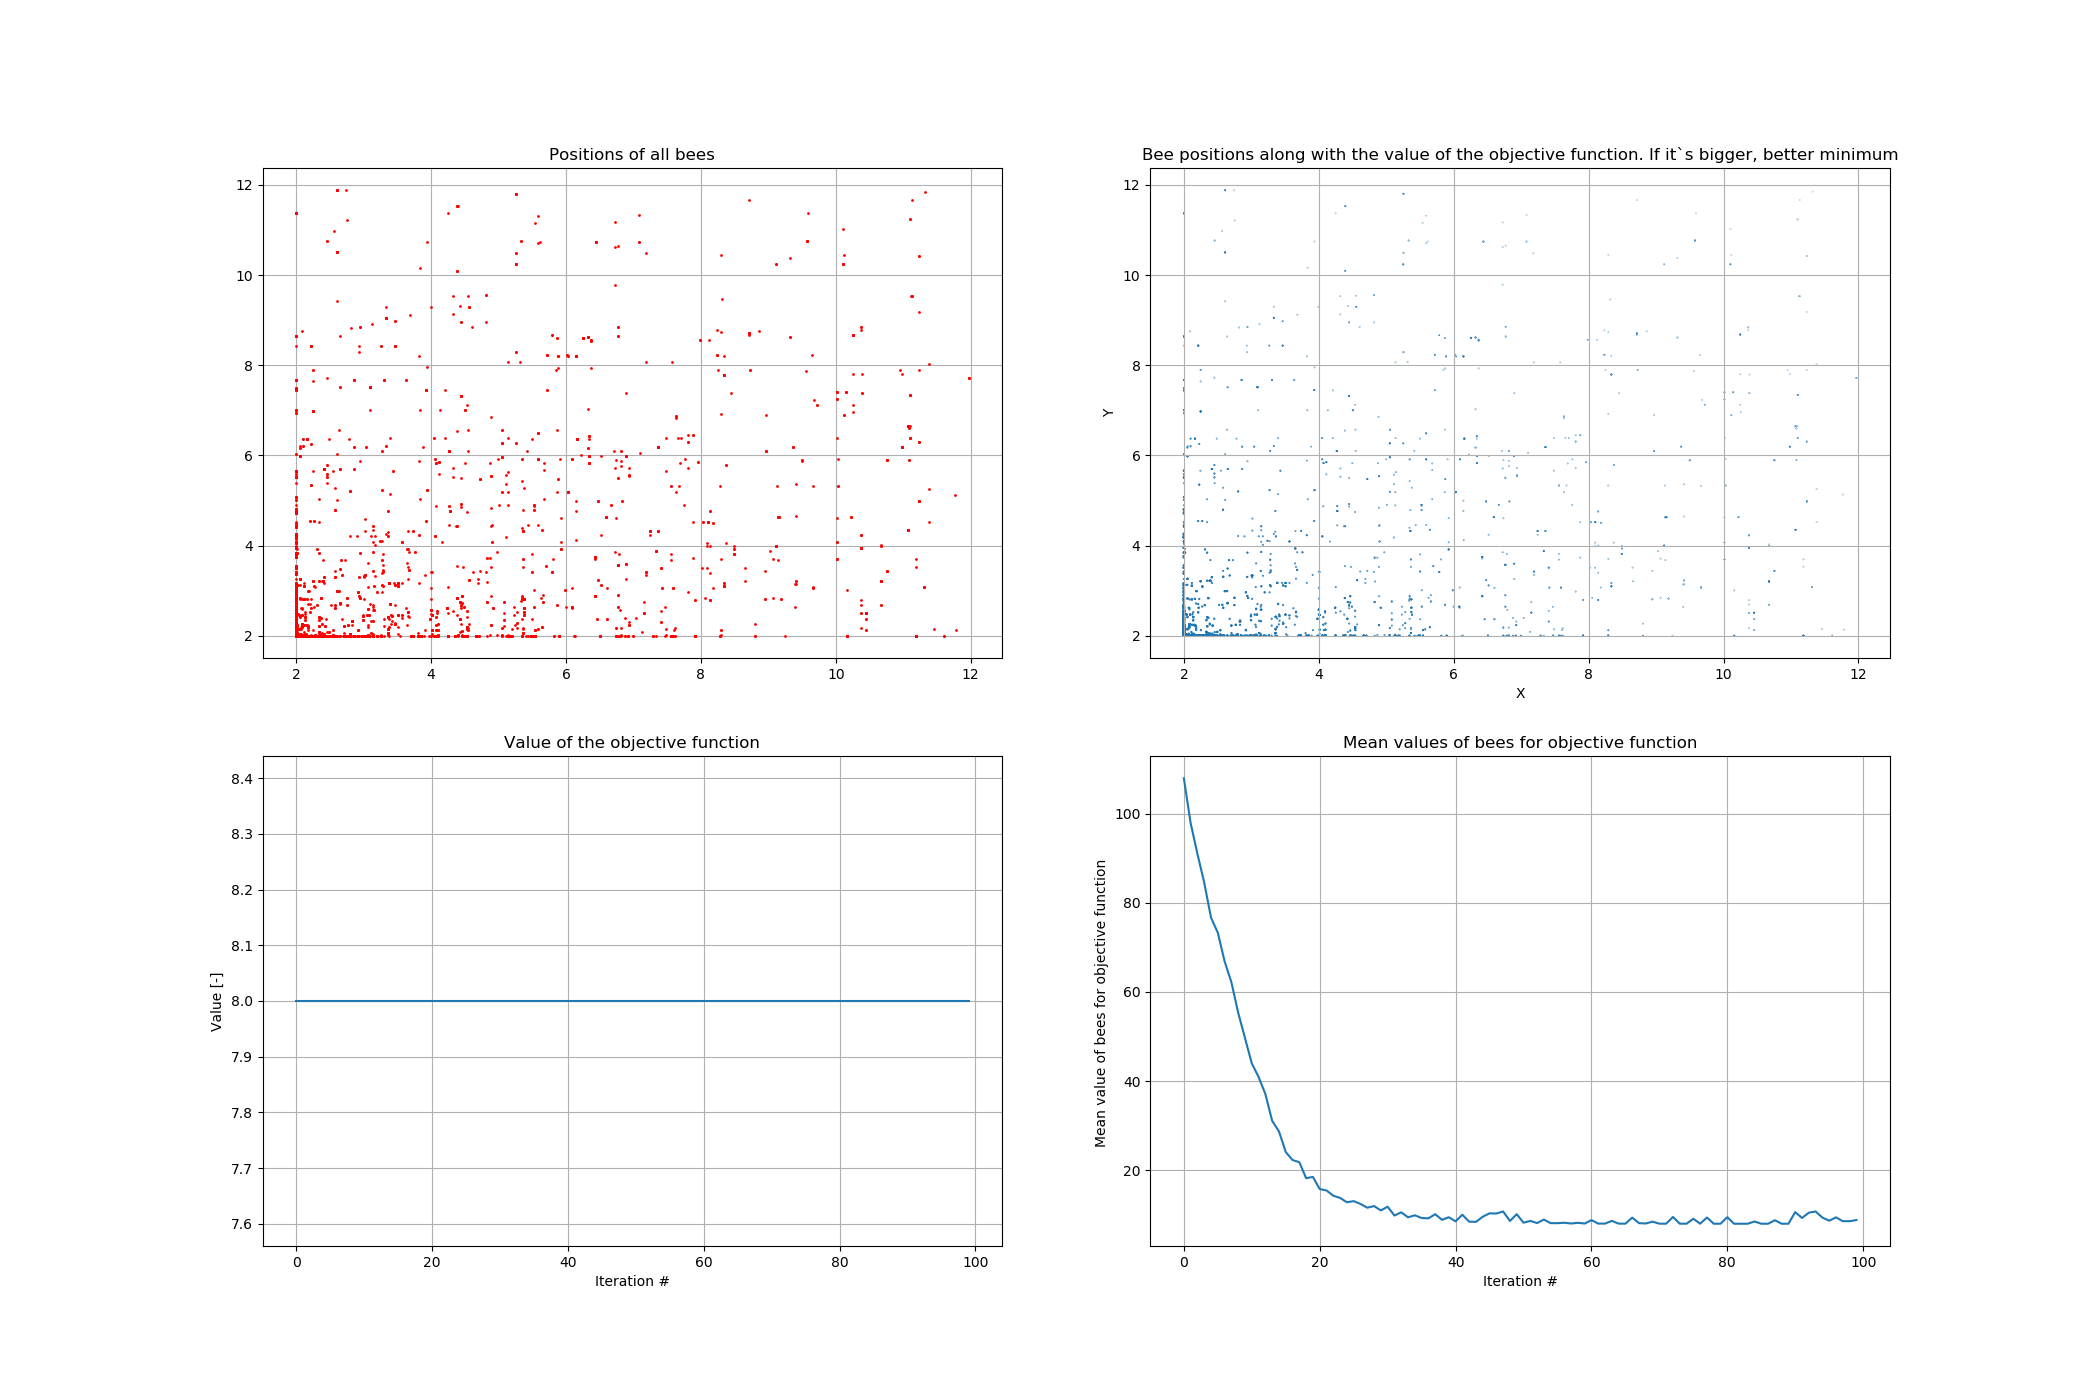 Positions of all bees
12
10
8
6
4
2
2 4 6 8 10 12
Bee positions along with the value of the objective function. If it`s bigger, better minimum
Y
12
10
8
6
4
2
2 4 6 8 10 12
X
Value of the objective function
Value [-]
8.4
8.3
8.2
8.1
8.0
7.9
7.8
7.7
7.6
0 20 40 60 80 100
Iteration #
Mean values of bees for objective function
Mean value of bees for objective function
100
80
60
40
20
0 20 40 60 80 100
Iteration #